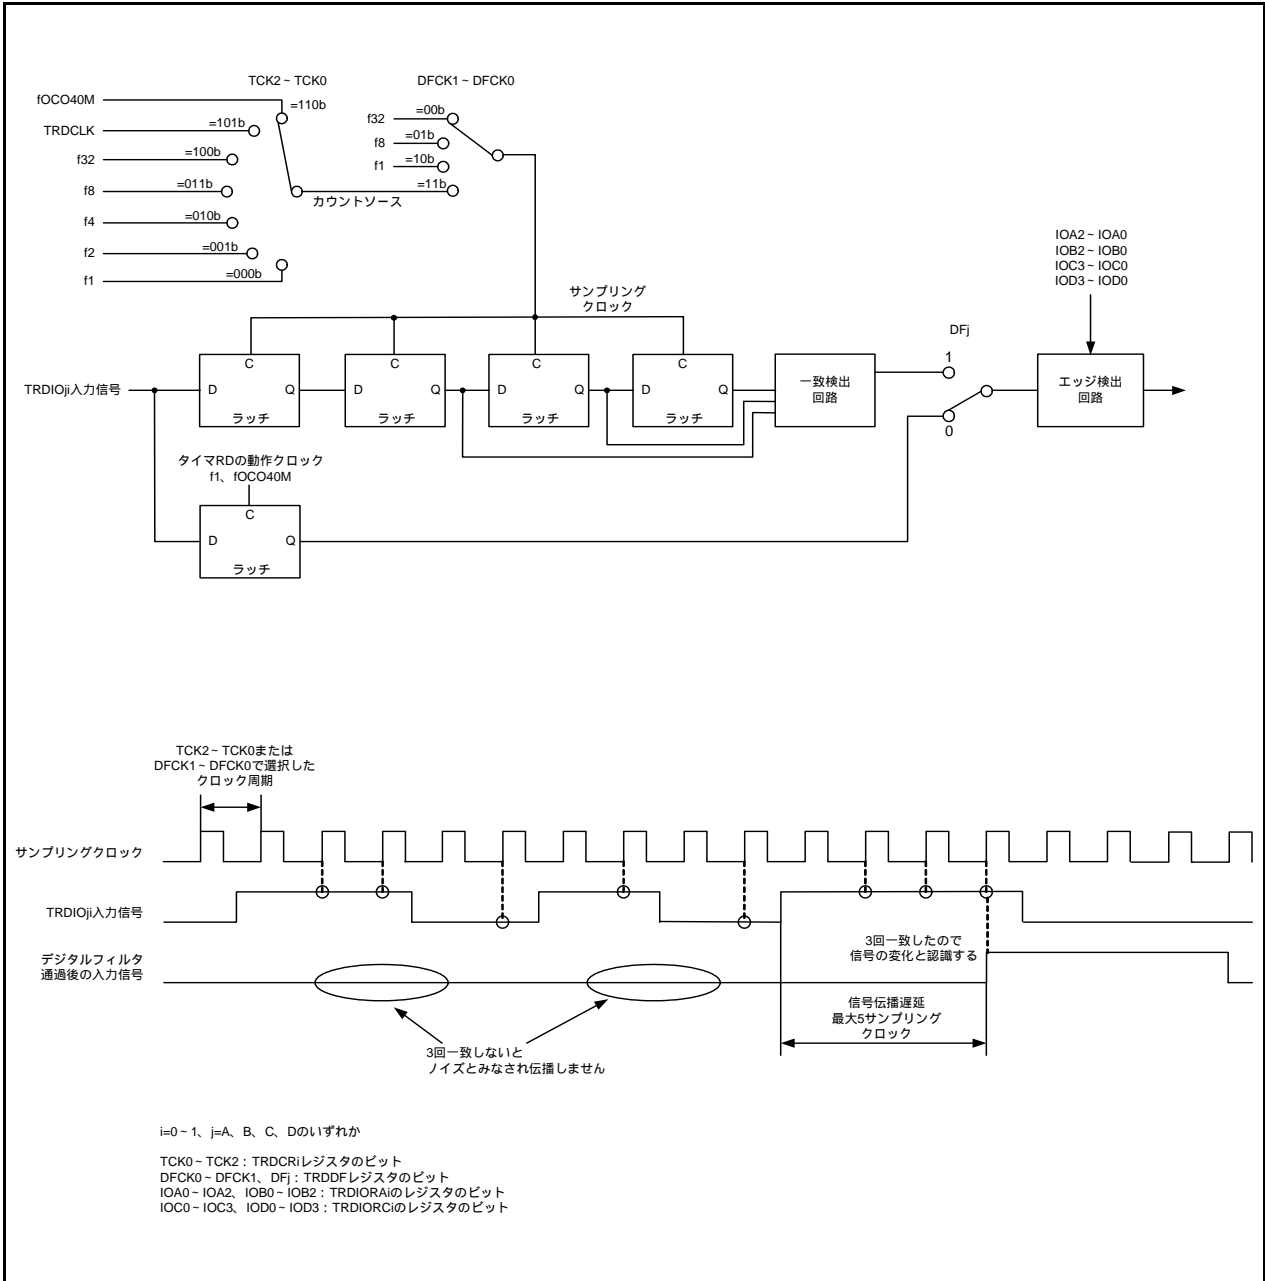 TCK2～TCK0
DFCK1～DFCK0
fOCO40M
=110b
TRDCLK
=101b
f32
=100b
f8
=011b
f4
=010b
f2
=001b
f1
=000b
カウントソース
f32
=00b
f8
=01b
f1
=10b
=11b
サンプリング
クロック
IOA2～IOA0
IOB2～IOB0
IOC3～IOC0
IOD3～IOD0
TRDIOji入力信号
C
D
Q
ラッチ
C
D
Q
ラッチ
C
D
Q
ラッチ
C
D
Q
ラッチ
一致検出
回路
DFj
1
0
エッジ検出
回路
タイマRDの動作クロック
f1、fOCO40M
C
D
Q
ラッチ
TCK2～TCK0または
DFCK1～DFCK0で選択した
クロック周期
サンプリングクロック
TRDIOji入力信号
デジタルフィルタ
通過後の入力信号
3回一致したので
信号の変化と認識する
信号伝播遅延
最大5サンプリング
クロック
3回一致しないと
ノイズとみなされ伝播しません
i=0～1、j=A、B、C、Dのいずれか
TCK0～TCK2：TRDCRiレジスタのビット
DFCK0～DFCK1、DFj：TRDDFレジスタのビット
IOA0～IOA2、IOB0～IOB2：TRDIORAiのレジスタのビット
IOC0～IOC3、IOD0～IOD3：TRDIORCiのレジスタのビット